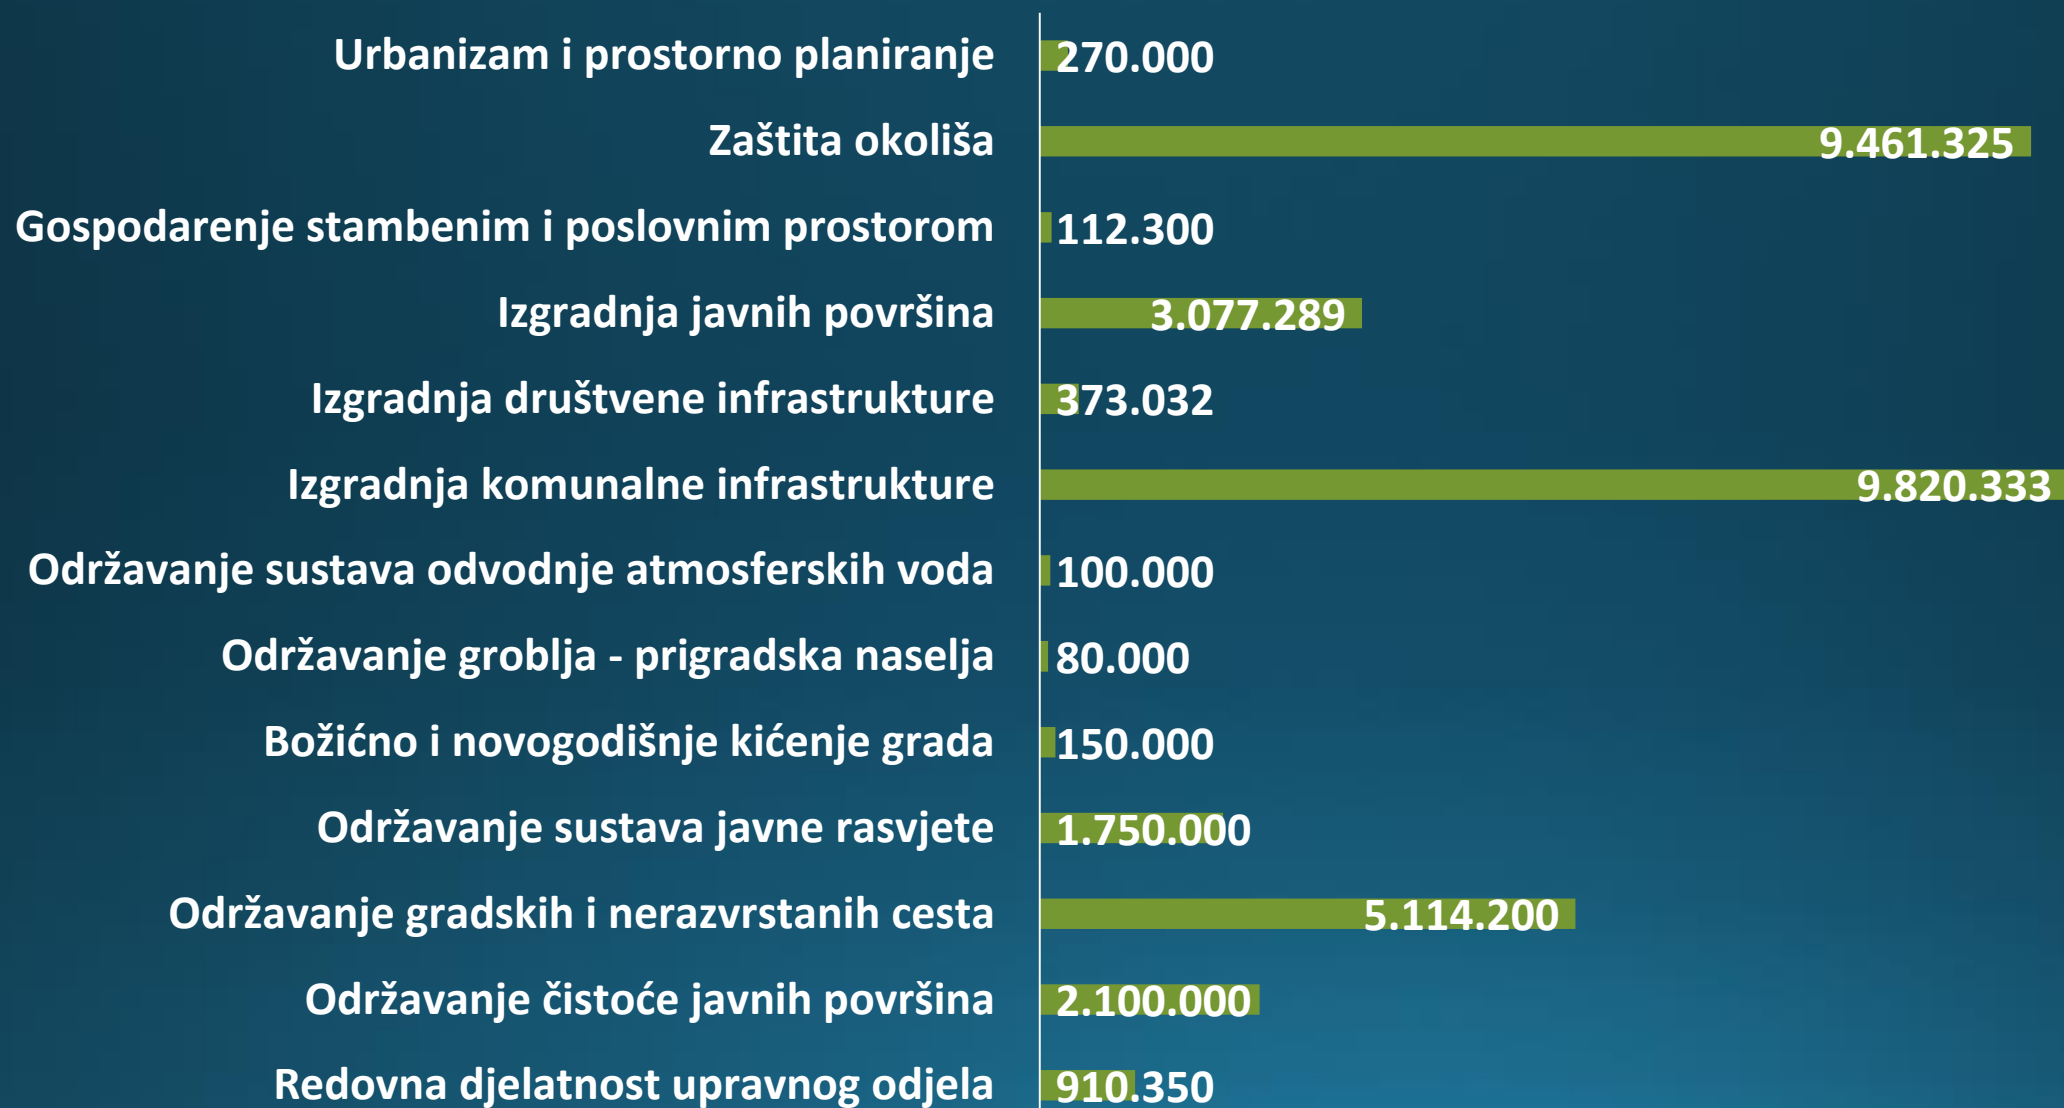 Urbanizam i prostorno planiranje 270.000
Zaštita okoliša 9.461.325
Gospodarenje stambenim i poslovnim prostorom 112.300
Izgradnja javnih površina 3.077.289
Izgradnja društvene infrastrukture 373.032
Izgradnja komunalne infrastrukture 9.820.333
Održavanje sustava odvodnje atmosferskih voda 100.000
Održavanje groblja - prigradska naselja 80.000
Božićno i novogodišnje kićenje grada 150.000
Održavanje sustava javne rasvjete 1.750.000
Održavanje gradskih i nerazvrstanih cesta 5.114.200
Održavanje čistoće javnih površina 2.100.000
Redovna djelatnost upravnog odjela 910.350